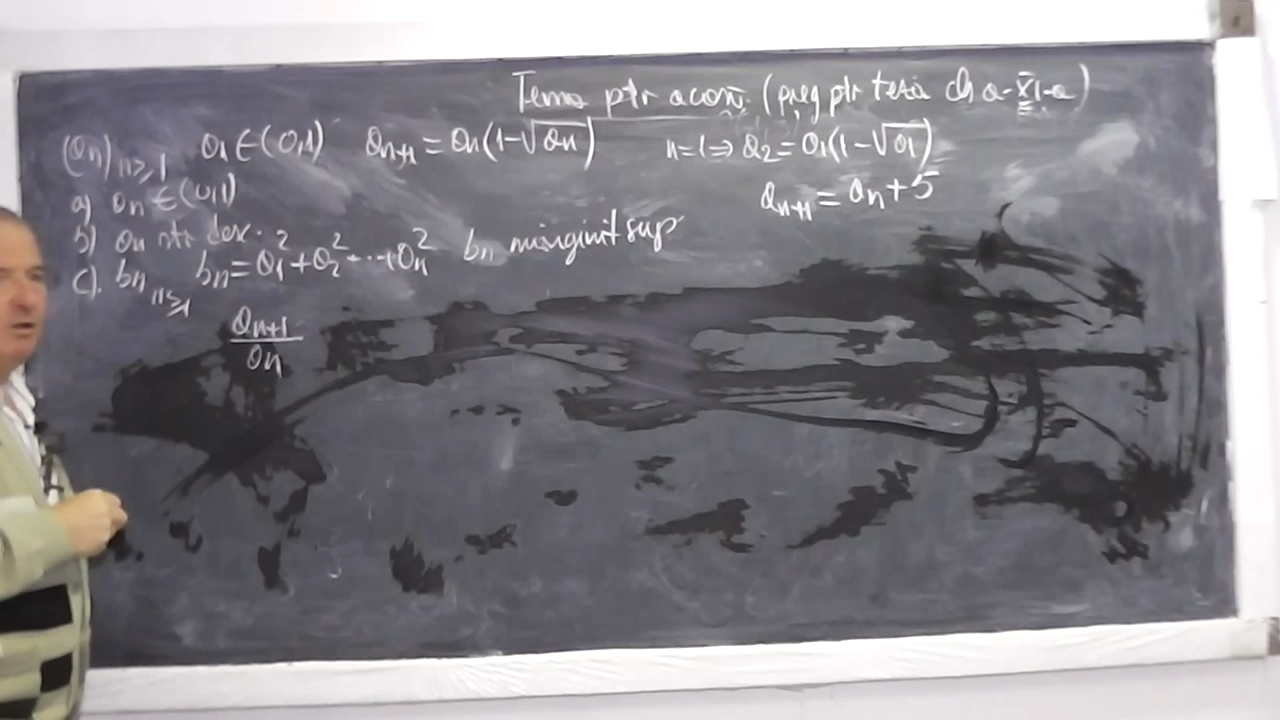 Tema ptr acasă (preg ptr teză cls a-XI-a)
(an) n≥1 a1∈(0,1) an+1=an(1-√an) n=1⇒a2=a1(1-√a1)
an+1=an+5
a) an∈(0,1)
b) an str desc.
c). bn n≥1 bn=a1²+a2²+...+an² bn mărginit sup
an+1/an